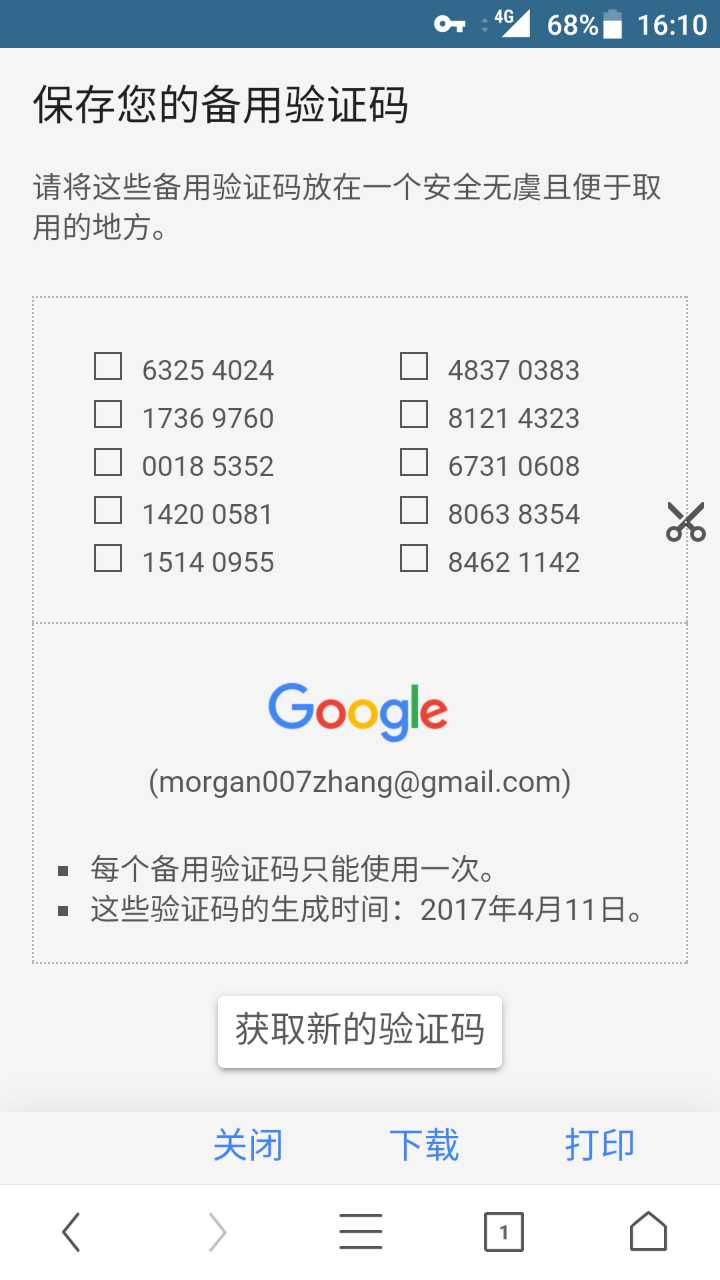 4G 68% 16:10
保存您的备用验证码
请将这些备用验证码放在一个安全无虞且便于取
用的地方。
6325 4024 4837 0383
1736 9760 8121 4323
0018 5352 6731 0608
1420 0581 8063 8354
1514 0955 8462 1142
Google
(morgan007zhang@gmail.com)
每个备用验证码只能使用一次。
这些验证码的生成时间：2017年4月11日。
获取新的验证码
关闭 下载 打印
1